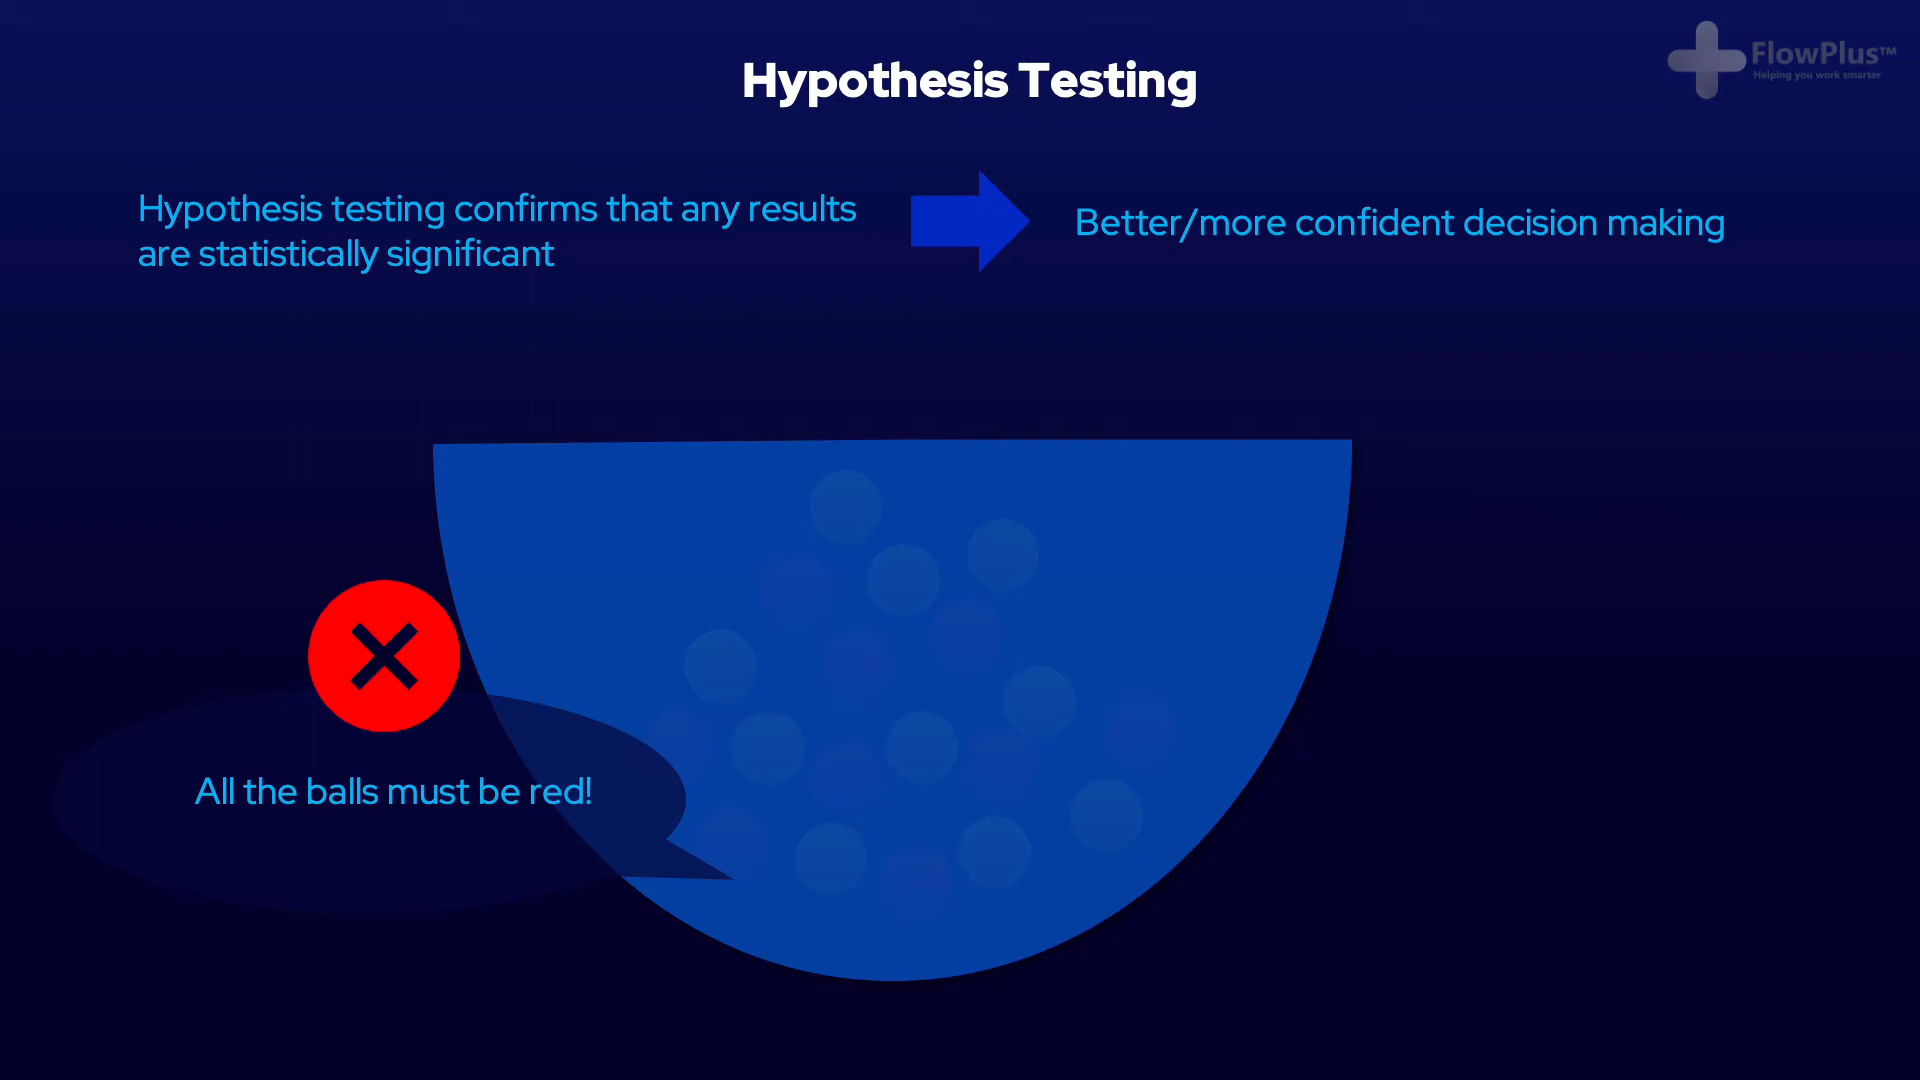 Hypothesis Testing
FlowPlus™
Helping you work smarter
Hypothesis testing confirms that any results
are statistically significant
Better/more confident decision making
All the balls must be red!